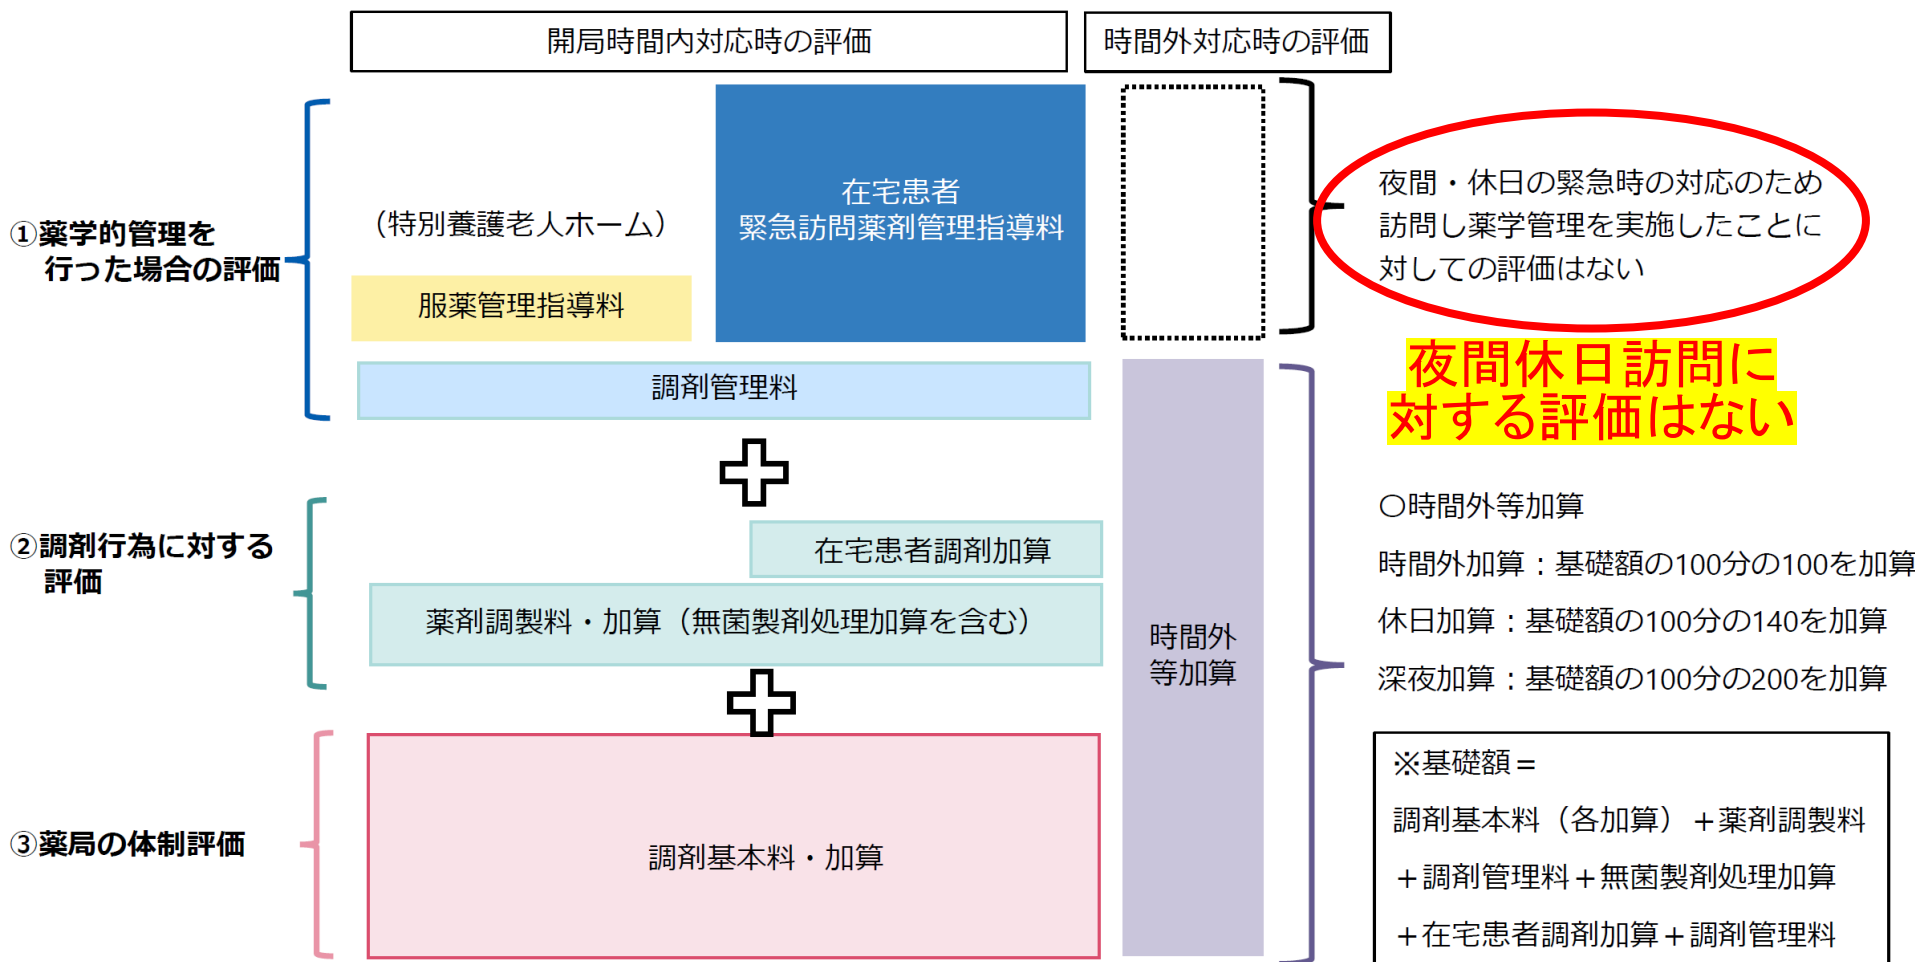 開局時間内対応時の評価
時間外対応時の評価
①薬学的管理を
行った場合の評価
（特別養護老人ホーム）
服薬管理指導料
在宅患者
緊急訪問薬剤管理指導料
調剤管理料
夜間・休日の緊急時の対応のため
訪問し薬学管理を実施したことに
対しての評価はない
夜間休日訪問に
対する評価はない
②調剤行為に対する
評価
在宅患者調剤加算
薬剤調製料・加算（無菌製剤処理加算を含む）
時間外
等加算
〇時間外等加算
時間外加算：基礎額の100分の100を加算
休日加算：基礎額の100分の140を加算
深夜加算：基礎額の100分の200を加算
③薬局の体制評価
調剤基本料・加算
※基礎額＝
調剤基本料（各加算）＋薬剤調製料
＋調剤管理料＋無菌製剤処理加算
＋在宅患者調剤加算＋調剤管理料